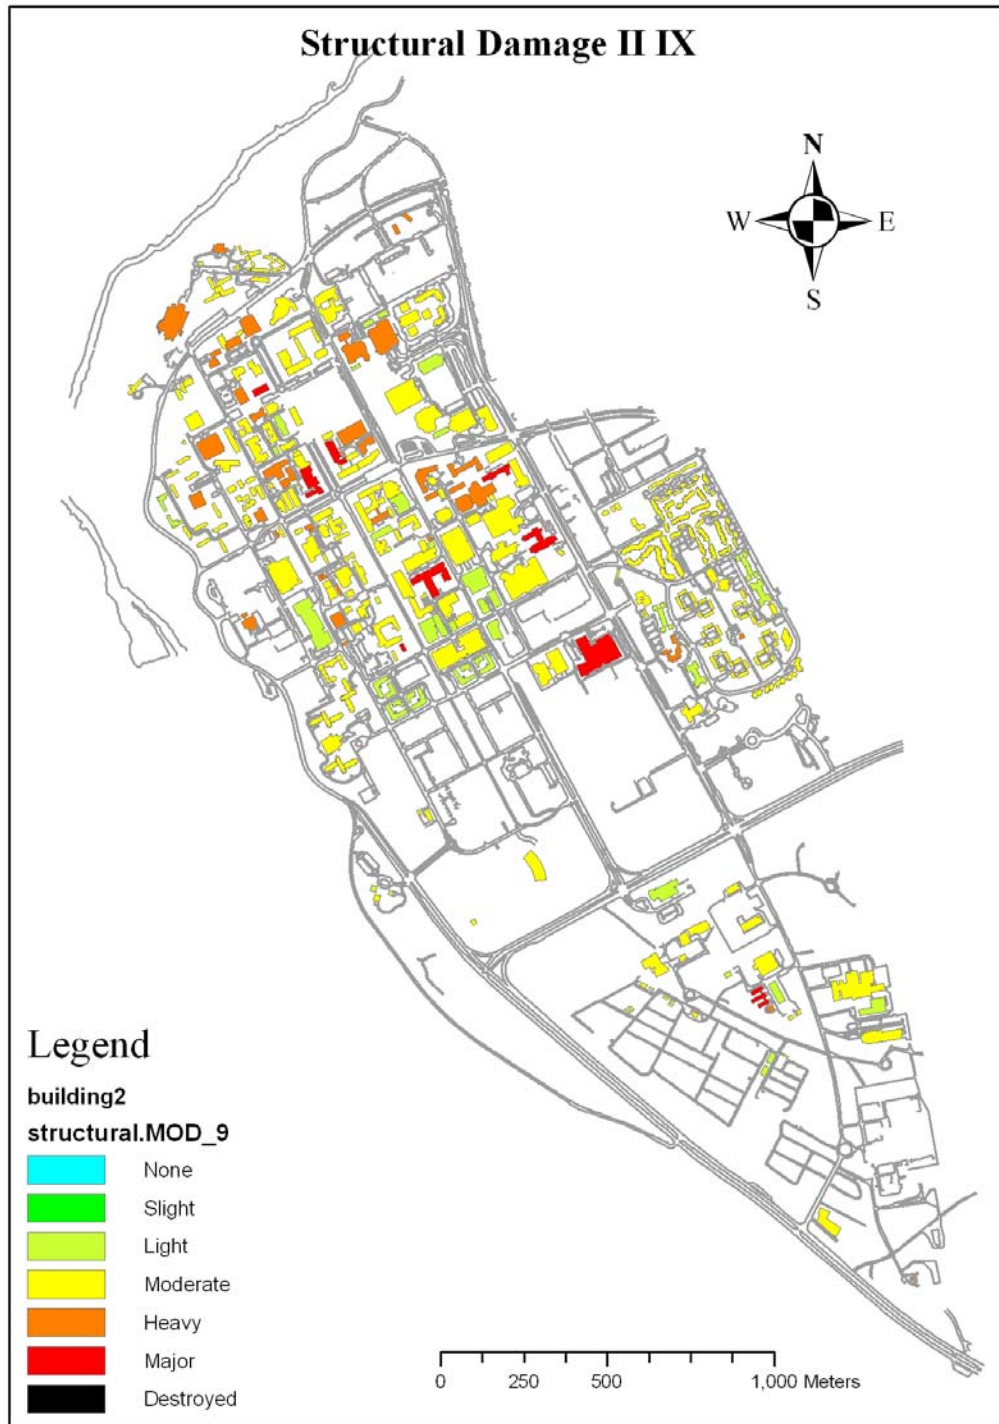 Structural Damage II IX
N
W E
S
Legend
building2
structural.MOD_9
None
Slight
Light
Moderate
Heavy
Major
Destroyed
0 250 500 1,000 Meters